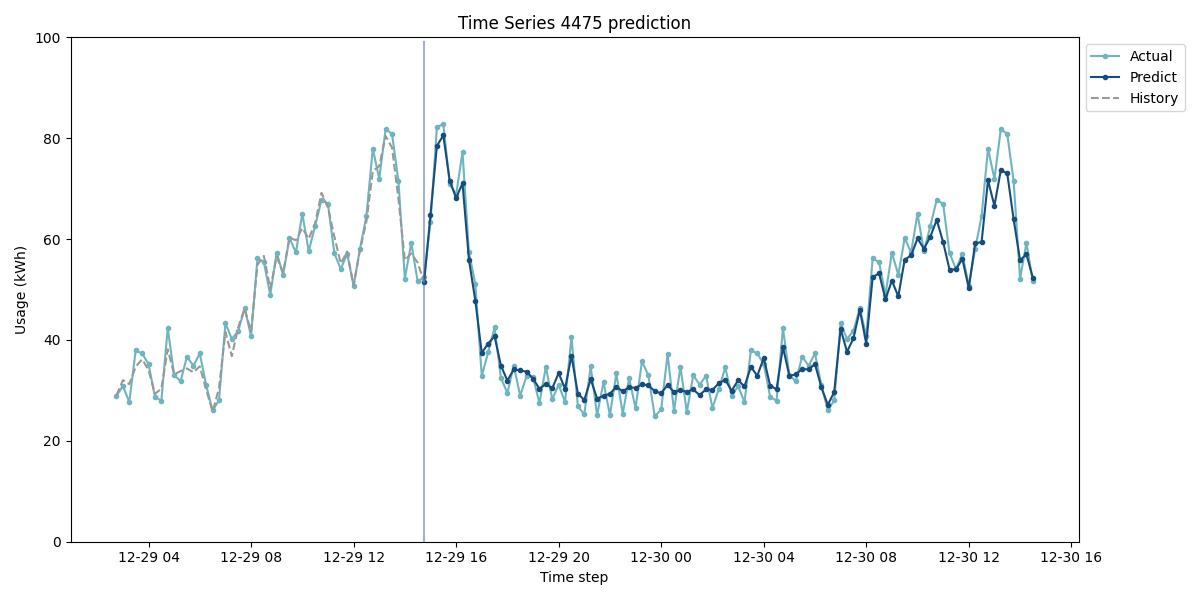 Time Series 4475 prediction
100
80
60
40
20
0
Usage (kWh)
12-29 04
12-29 08
12-29 12
12-29 16
12-29 20
12-30 00
12-30 04
12-30 08
12-30 12
12-30 16
Time step
Actual
Predict
History